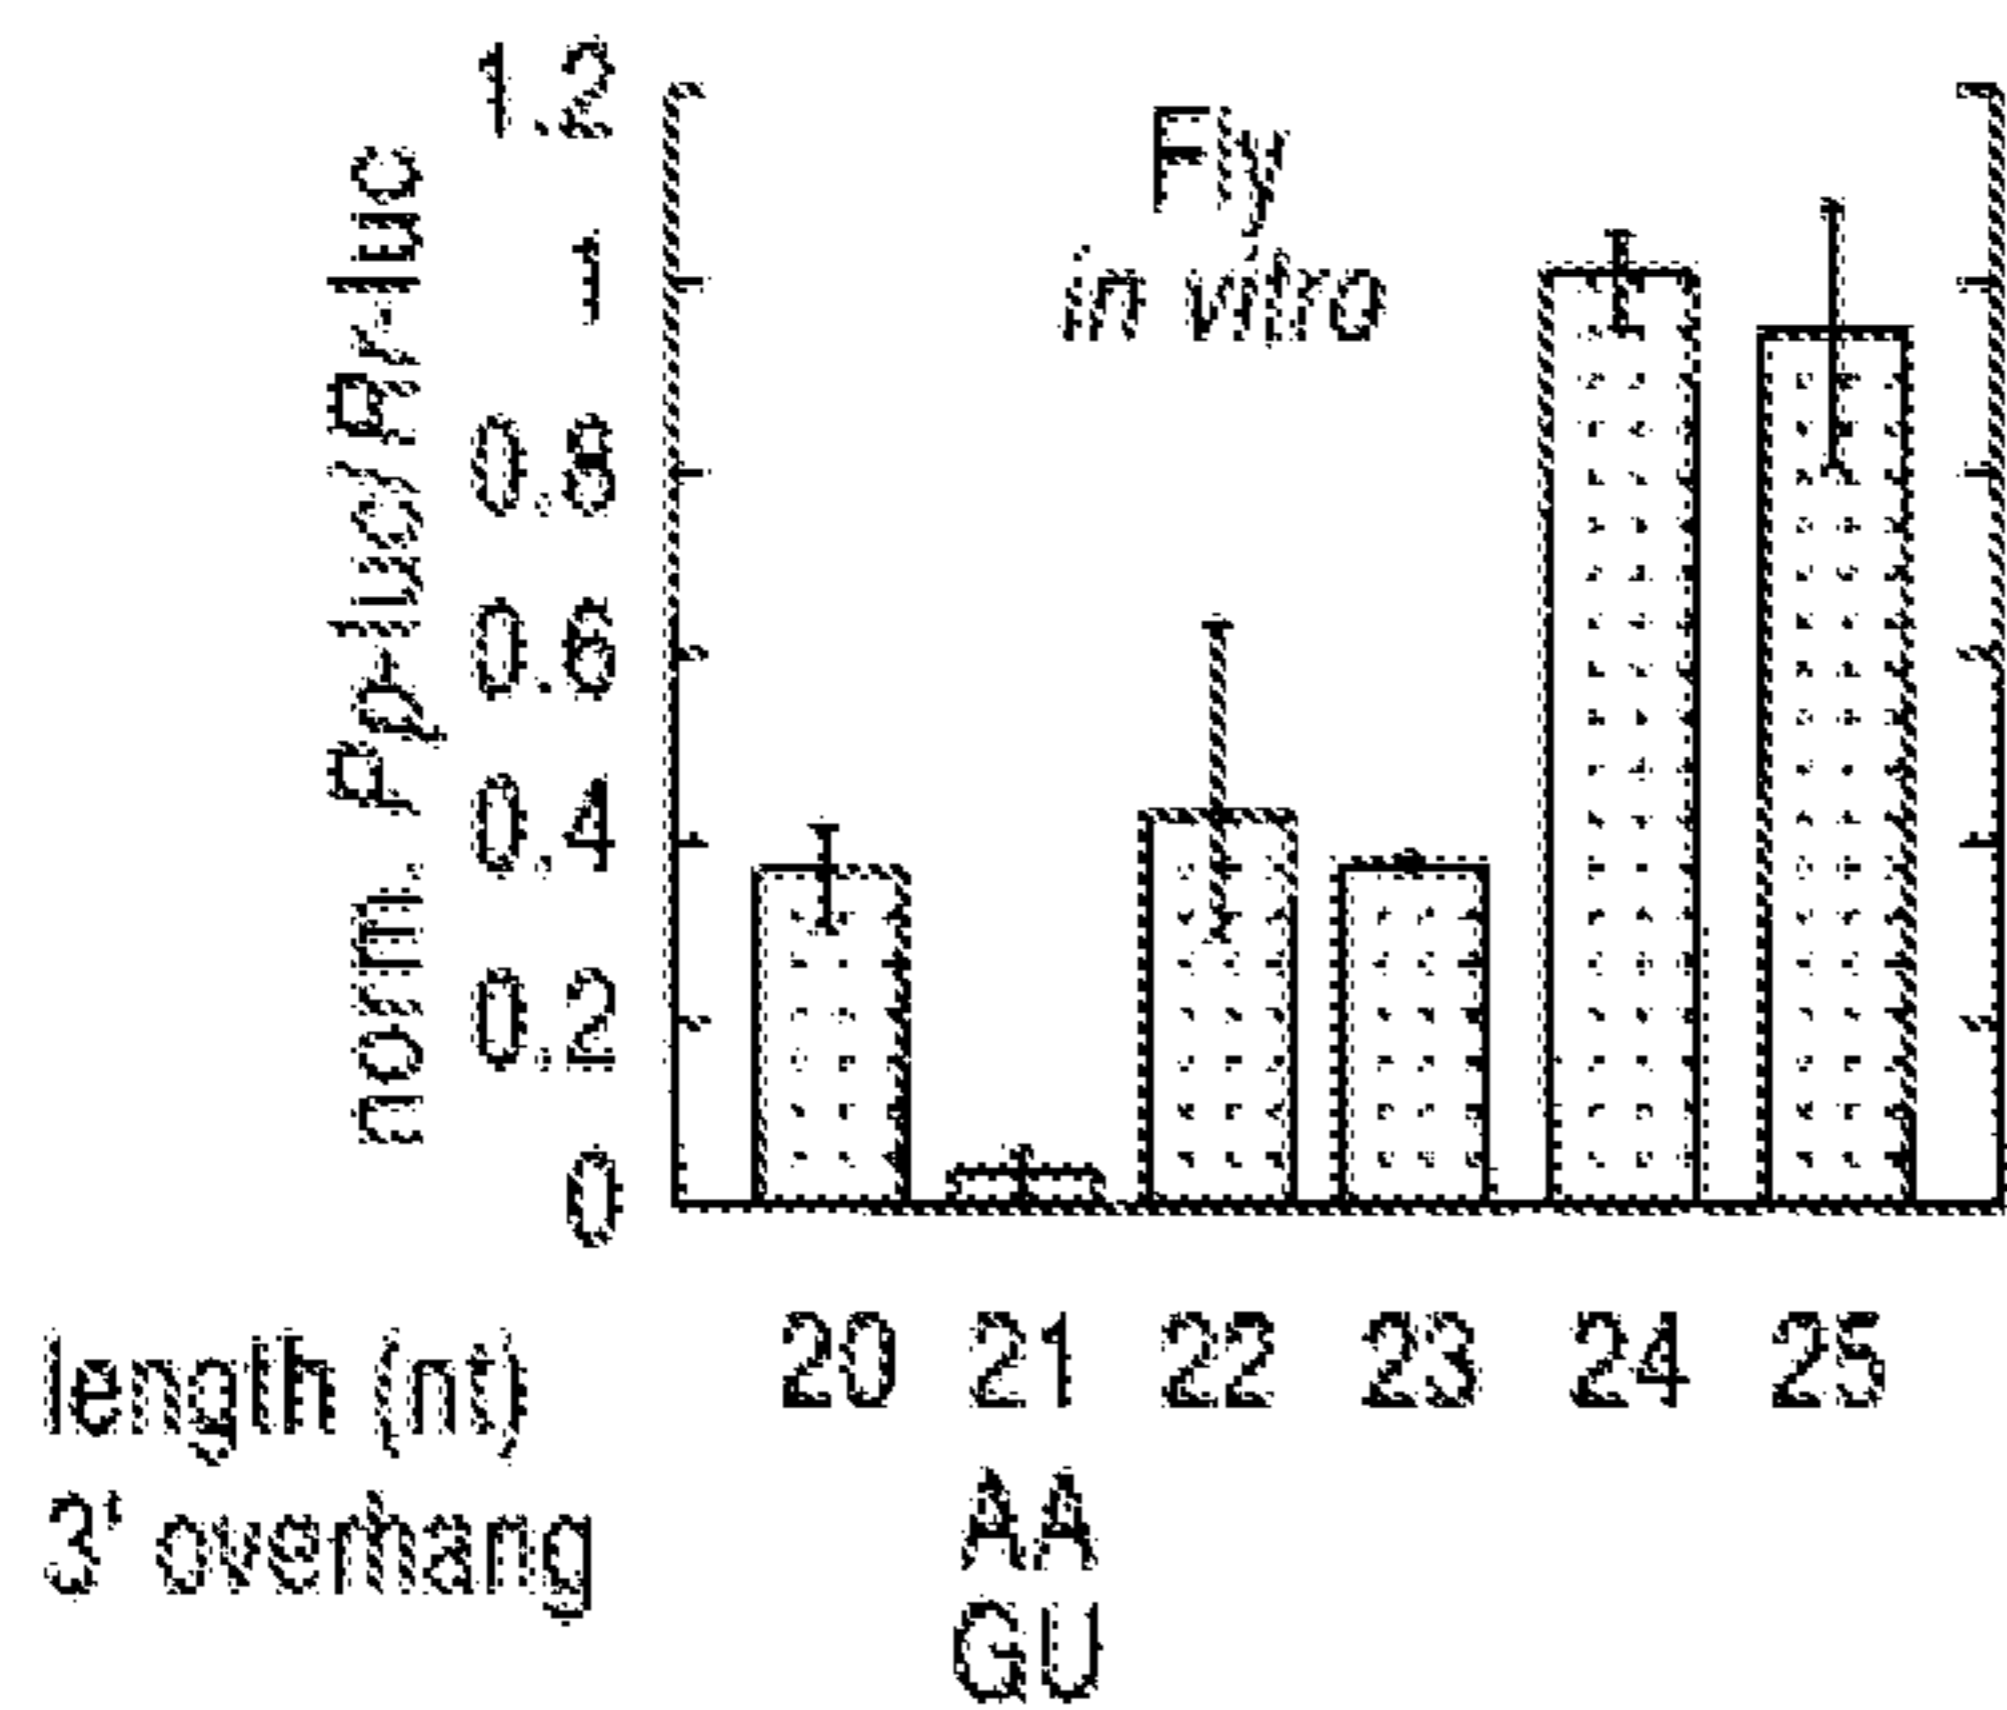 norm. Pp-luc/Rr-luc
1.2
1
0.8
0.6
0.4
0.2
0
Fly
in vitro
length (nt) 20 21 22 23 24 25
3' overhang AA
GU